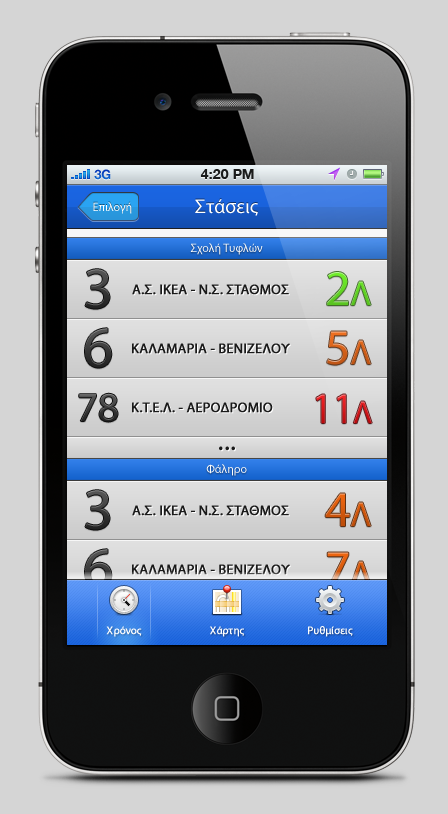 3G 4:20 PM
Επιλογή Στάσεις
Σχολή Τυφλών
3 Α.Σ. ΙΚΕΑ - Ν.Σ. ΣΤΑΘΜΟΣ 2Λ
6 ΚΑΛΑΜΑΡΙΑ - ΒΕΝΙΖΕΛΟΥ 5Λ
78 Κ.Τ.Ε.Λ. - ΑΕΡΟΔΡΟΜΙΟ 11Λ
...
Φάληρο
3 Α.Σ. ΙΚΕΑ - Ν.Σ. ΣΤΑΘΜΟΣ 4Λ
6 ΚΑΛΑΜΑΡΙΑ - ΒΕΝΙΖΕΛΟΥ 7Λ
Χρόνος Χάρτης Ρυθμίσεις